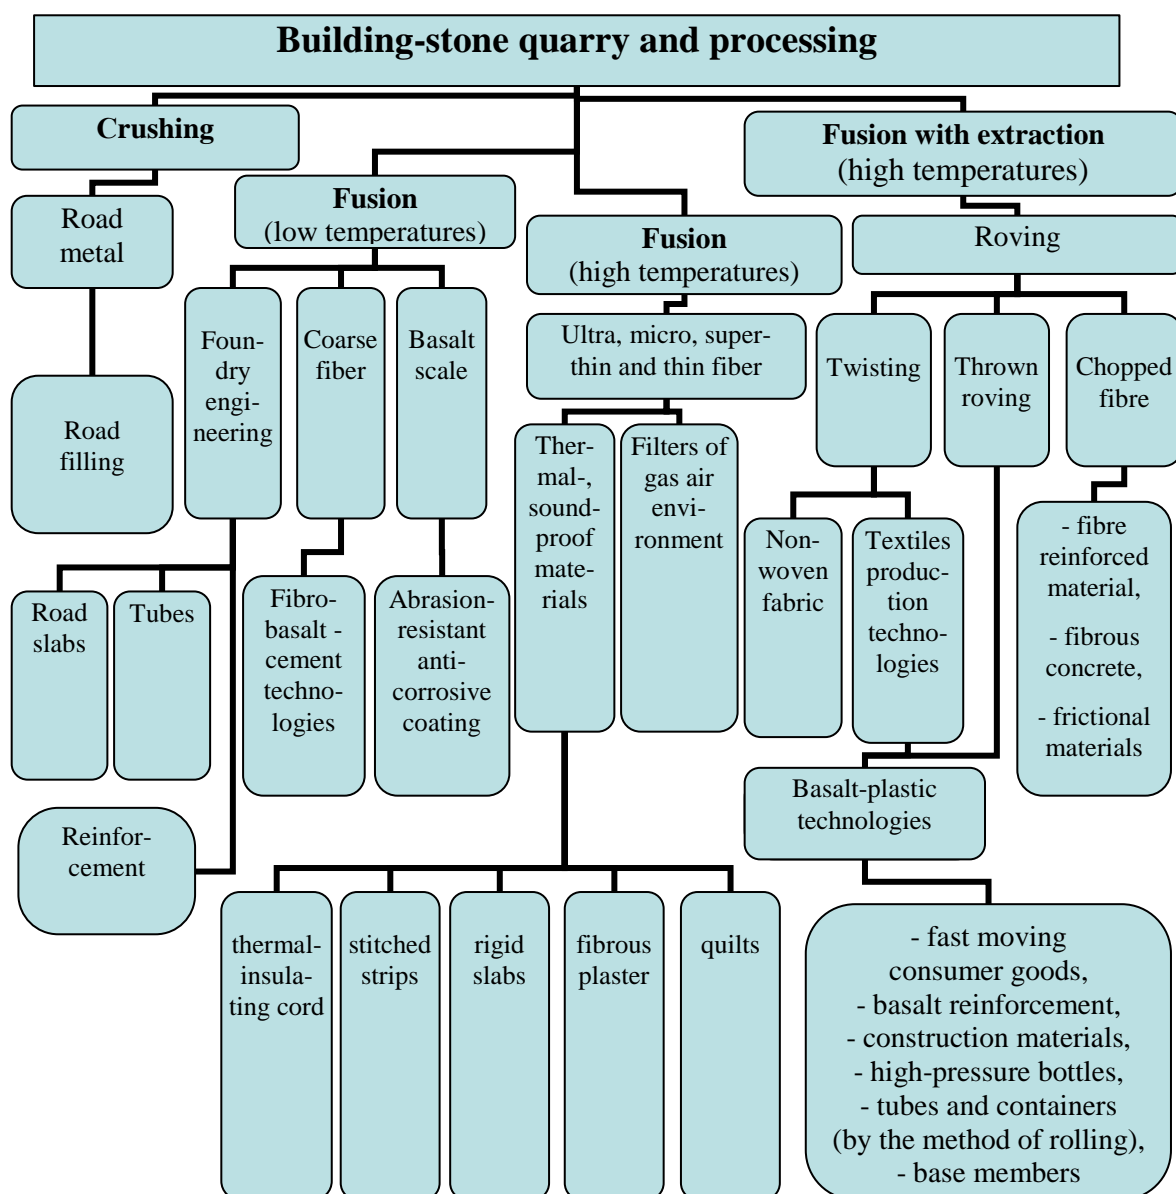 Building-stone quarry and processing
Crushing
Fusion with extraction
(high temperatures)
Fusion
(low temperatures)
Road
metal
Fusion
(high temperatures)
Roving
Foun-
dry
engi-
neering
Coarse
fiber
Basalt
scale
Ultra, micro, super-
thin and thin fiber
Twisting
Thrown
roving
Chopped
fibre
Road
filling
Ther-
mal-,
sound-
proof
mate-
rials
Filters of
gas air
envi-
ronment
Non-
woven
fabric
Textiles
produc-
tion
techno-
logies
- fibre
reinforced
material,
- fibrous
concrete,
- frictional
materials
Road
slabs
Tubes
Fibro-
basalt -
cement
techno-
logies
Abrasion-
resistant
anti-
corrosive
coating
Basalt-plastic
technologies
Reinfor-
cement
thermal-
insula-
ting cord
stitched
strips
rigid
slabs
fibrous
plaster
quilts
- fast moving
consumer goods,
- basalt reinforcement,
- construction materials,
- high-pressure bottles,
- tubes and containers
(by the method of rolling),
- base members